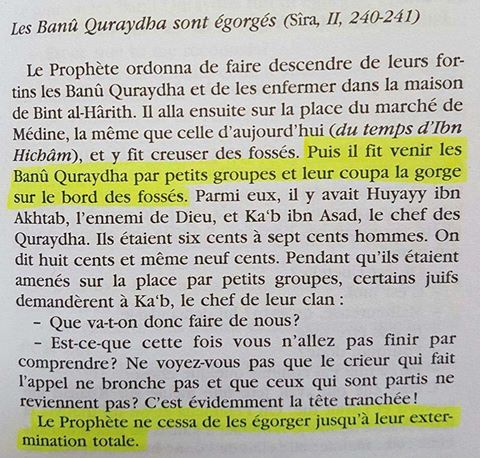 Les Banû Quraydha sont égorgés (Sîra, II, 240-241)
Le Prophète ordonna de faire descendre de leurs for-
tins les Banû Quraydha et de les enfermer dans la maison
de Bint al-Hârith. Il alla ensuite sur la place du marché de
Médine, la même que celle d'aujourd'hui (du temps d'Ibn
Hichâm), et y fit creuser des fossés. Puis il fit venir les
Banû Quraydha par petits groupes et leur coupa la gorge
sur le bord des fossés. Parmi eux, il y avait Huyayy ibn
Akhtab, l'ennemi de Dieu, et Ka'b ibn Asad, le chef des
Quraydha. Ils étaient six cents à sept cents hommes. On
dit huit cents et même neuf cents. Pendant qu'ils étaient
amenés sur la place par petits groupes, certains juifs
demandèrent à Ka'b, le chef de leur clan :
– Que va-t-on donc faire de nous?
– Est-ce-que cette fois vous n'allez pas finir par
comprendre? Ne voyez-vous pas que le crieur qui fait
l'appel ne bronche pas et que ceux qui sont partis ne
reviennent pas? C'est évidemment la tête tranchée!
Le Prophète ne cessa de les égorger jusqu'à leur exter-
mination totale.